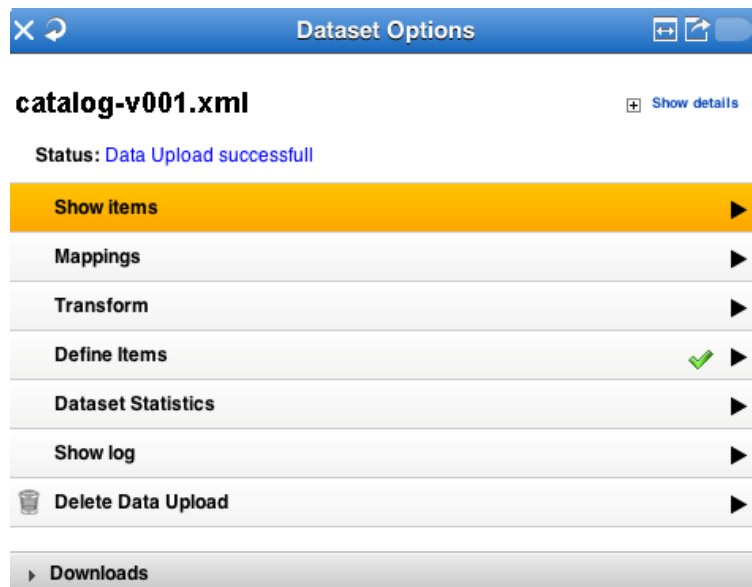 Dataset Options
catalog-v001.xml
Show details
Status: Data Upload successfull
Show items
Mappings
Transform
Define Items
Dataset Statistics
Show log
Delete Data Upload
Downloads